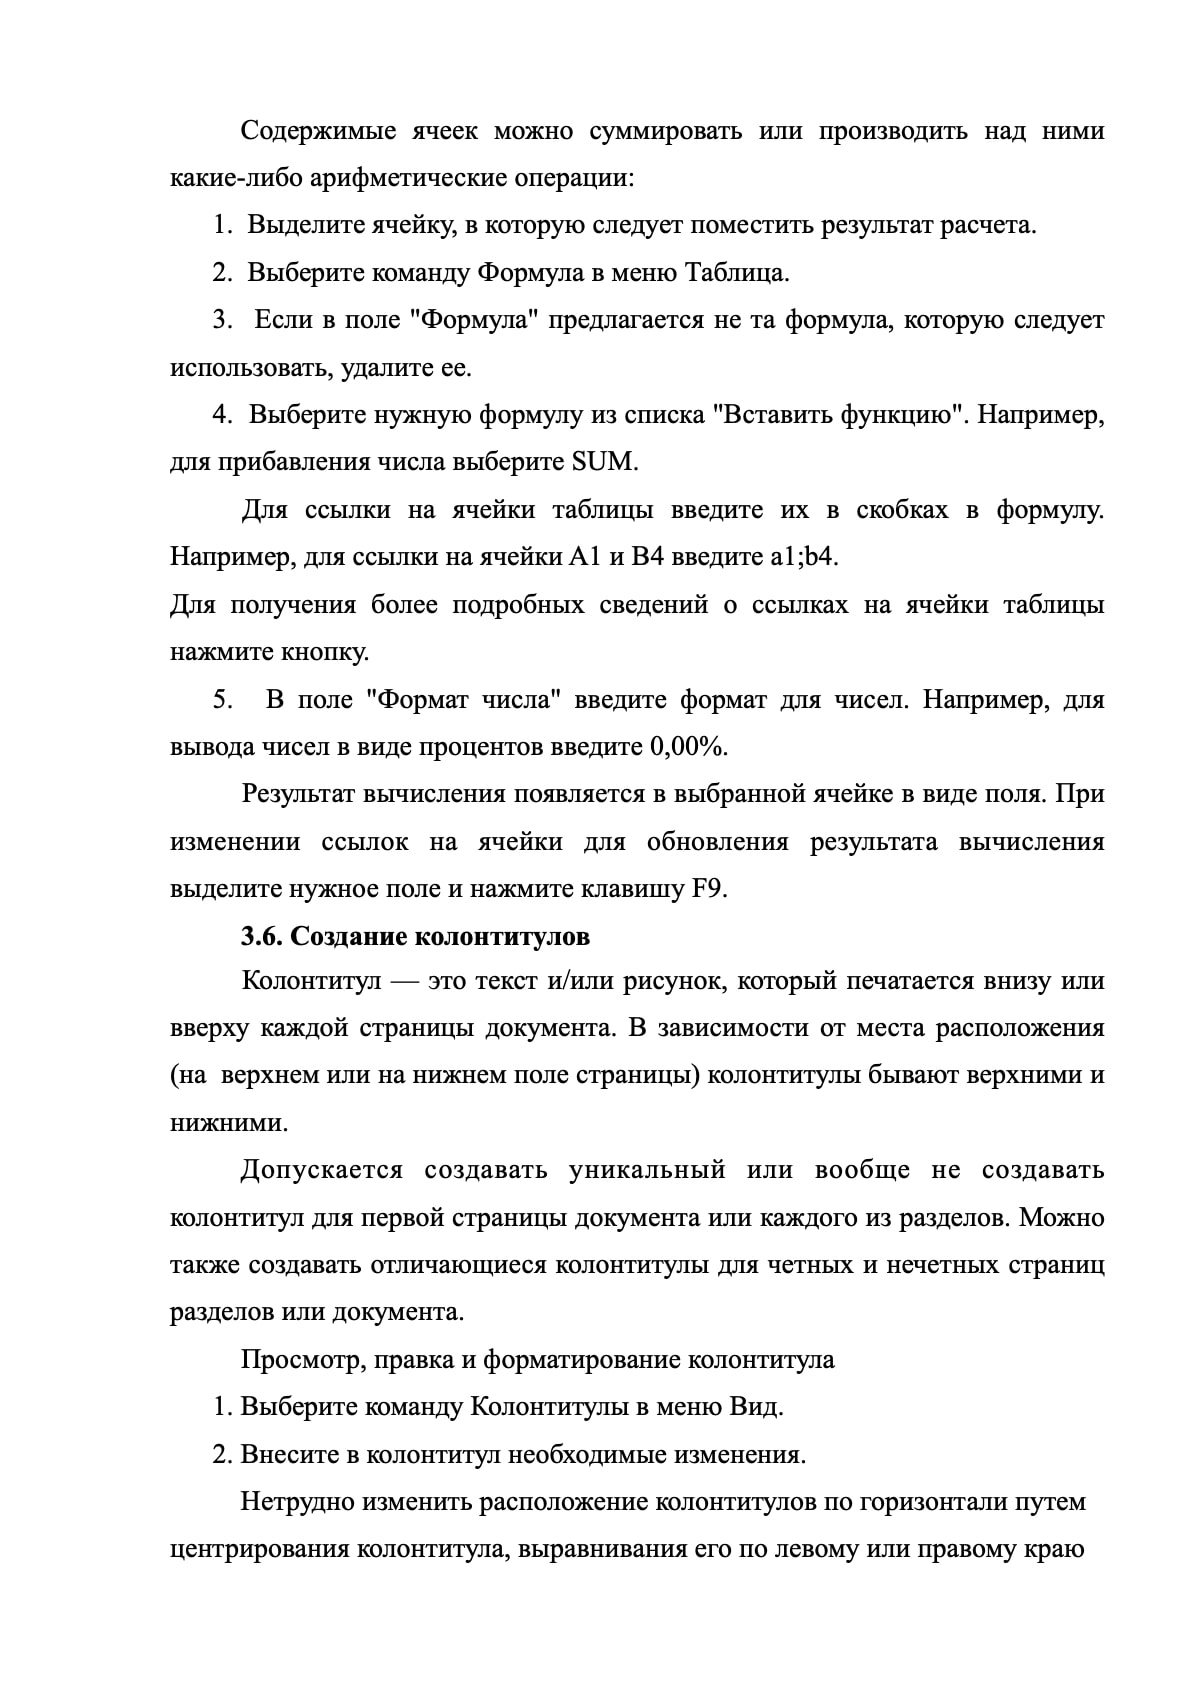 Содержимые ячеек можно суммировать или производить над ними
какие-либо арифметические операции:
1. Выделите ячейку, в которую следует поместить результат расчета.
2. Выберите команду Формула в меню Таблица.
3. Если в поле "Формула" предлагается не та формула, которую следует
использовать, удалите ее.
4. Выберите нужную формулу из списка "Вставить функцию". Например,
для прибавления числа выберите SUM.
Для ссылки на ячейки таблицы введите их в скобках в формулу.
Например, для ссылки на ячейки A1 и B4 введите a1;b4.
Для получения более подробных сведений о ссылках на ячейки таблицы
нажмите кнопку.
5. В поле "Формат числа" введите формат для чисел. Например, для
вывода чисел в виде процентов введите 0,00%.
Результат вычисления появляется в выбранной ячейке в виде поля. При
изменении ссылок на ячейки для обновления результата вычисления
выделите нужное поле и нажмите клавишу F9.
3.6. Создание колонтитулов
Колонтитул — это текст и/или рисунок, который печатается внизу или
вверху каждой страницы документа. В зависимости от места расположения
(на верхнем или на нижнем поле страницы) колонтитулы бывают верхними и
нижними.
Допускается создавать уникальный или вообще не создавать
колонтитул для первой страницы документа или каждого из разделов. Можно
также создавать отличающиеся колонтитулы для четных и нечетных страниц
разделов или документа.
Просмотр, правка и форматирование колонтитула
1. Выберите команду Колонтитулы в меню Вид.
2. Внесите в колонтитул необходимые изменения.
Нетрудно изменить расположение колонтитулов по горизонтали путем
центрирования колонтитула, выравнивания его по левому или правому краю